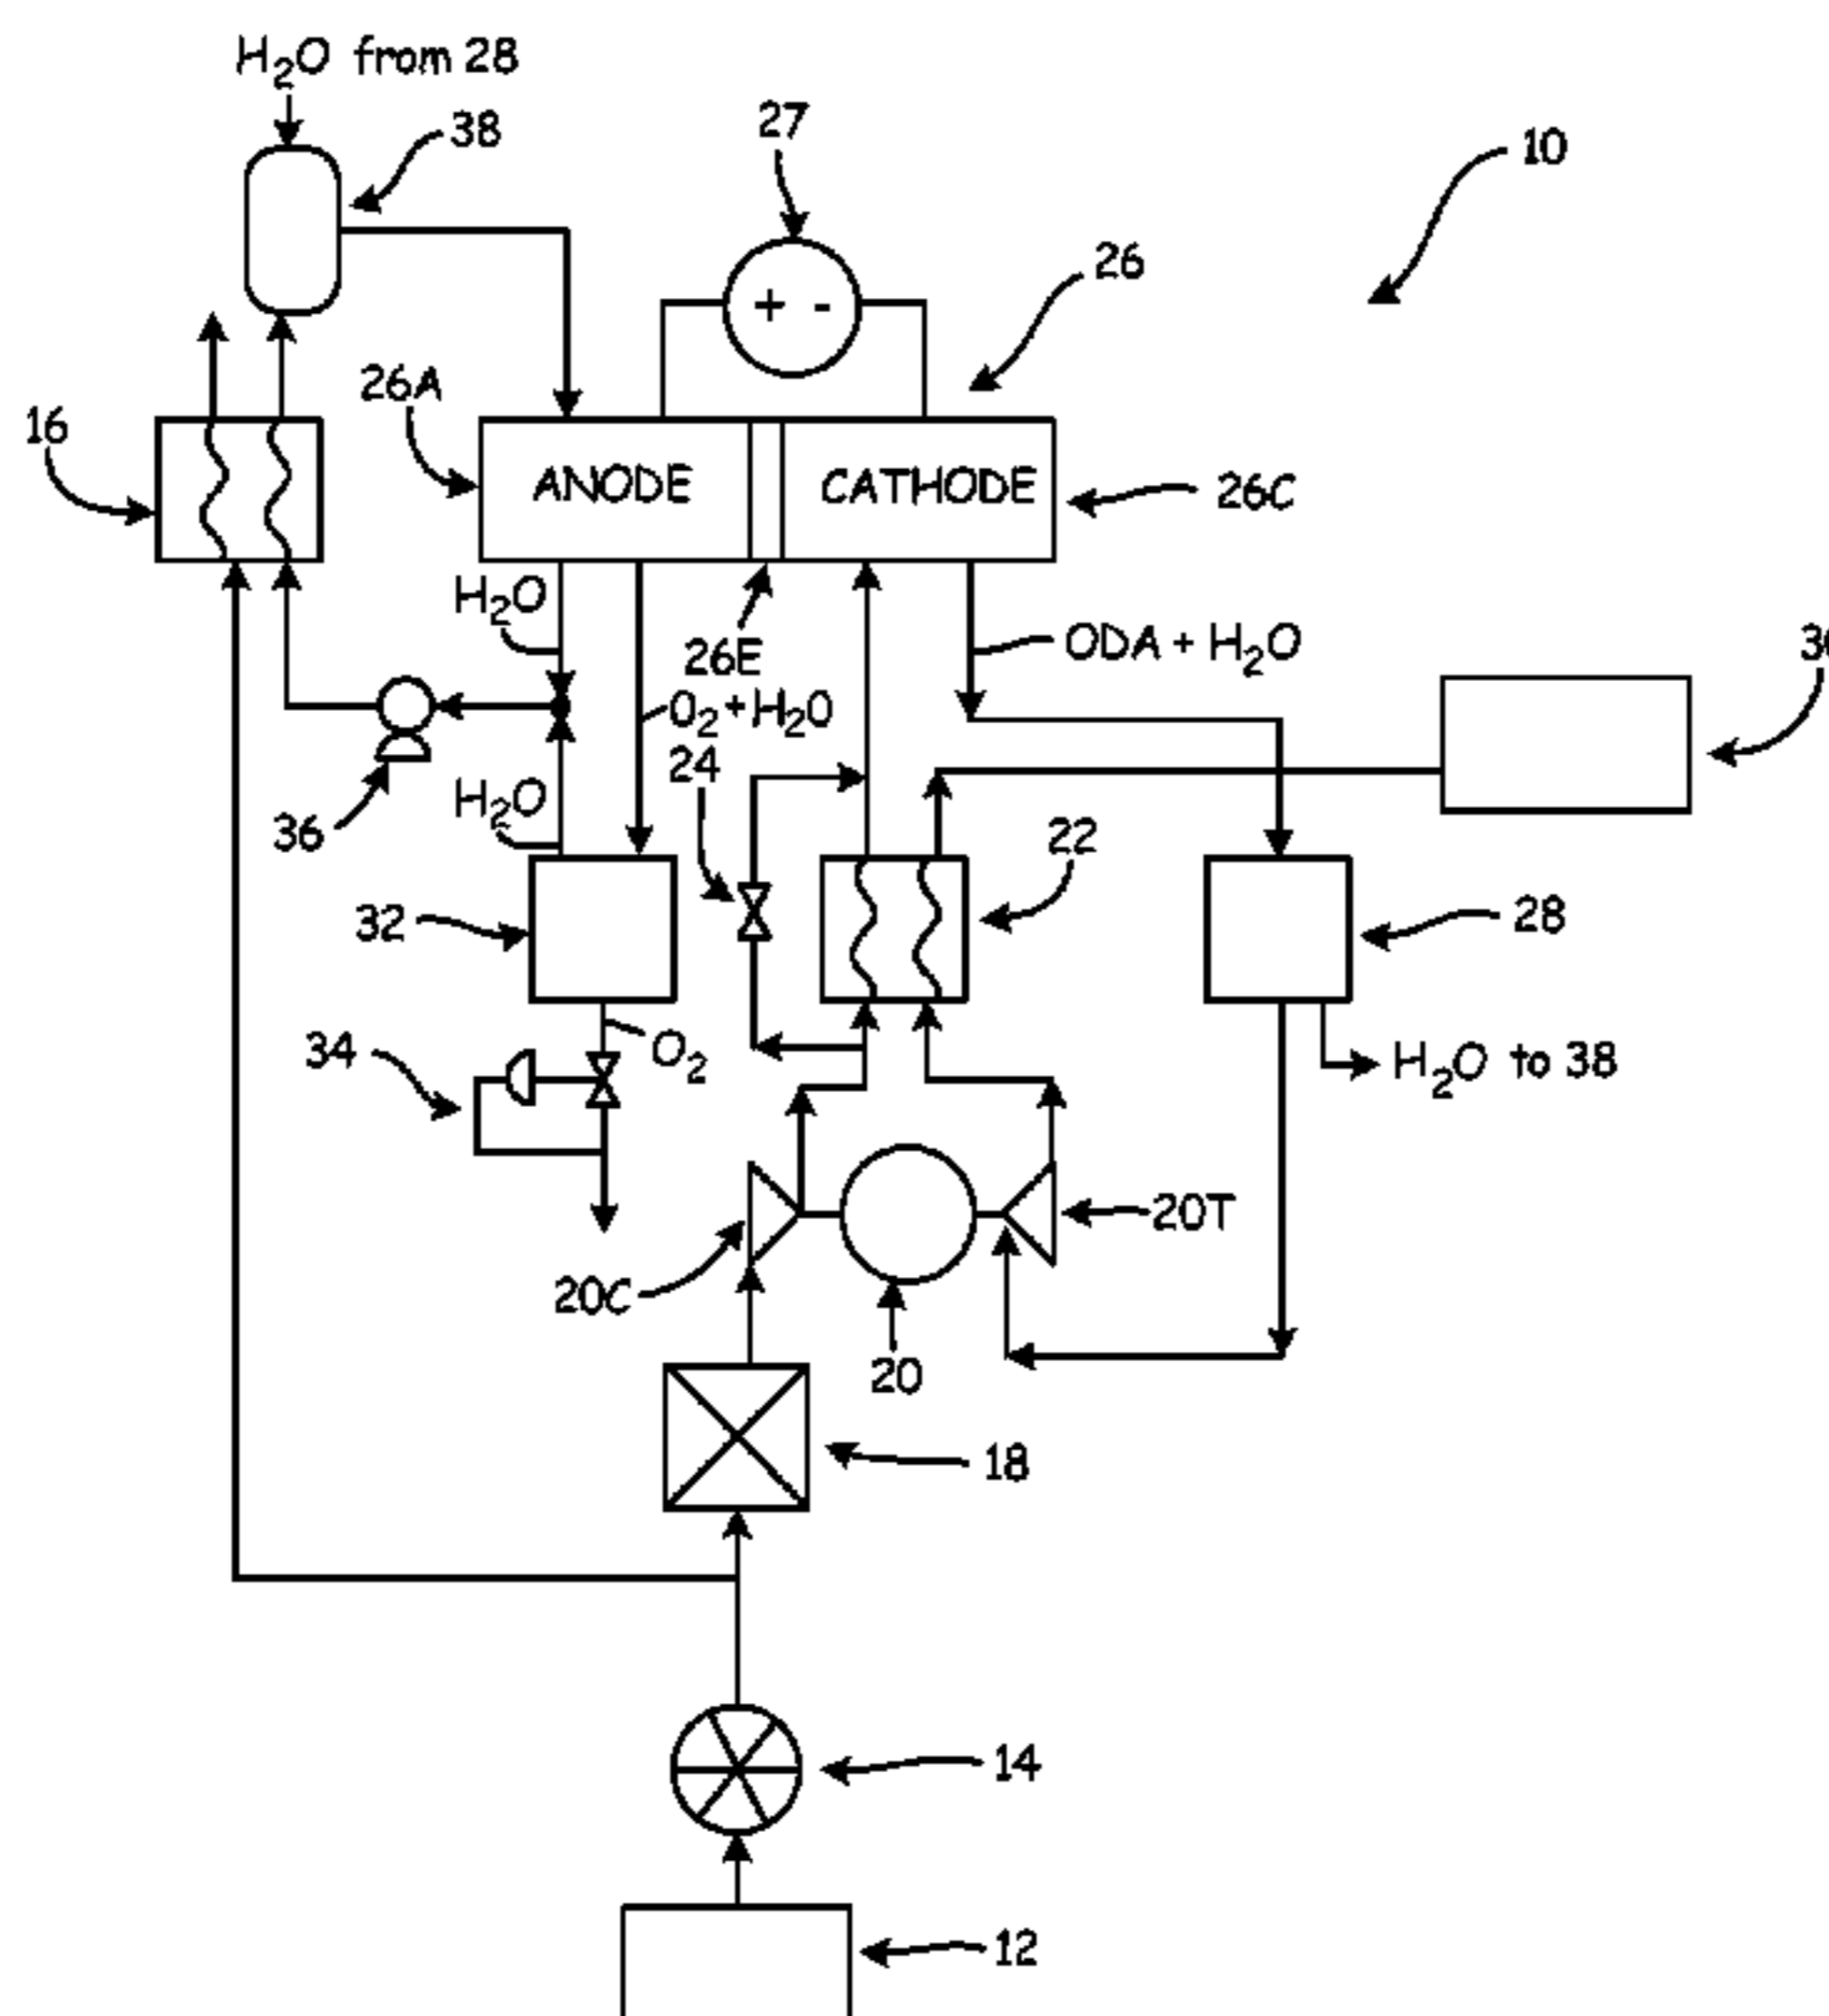 H2O from 28
38
27
10
26
26A
16
+ -
ANODE
CATHODE
26C
H2O
26E
ODA + H2O
O2+H2O
24
H2O
36
22
32
28
34
O2
H2O to 38
20T
20C
20
18
14
12